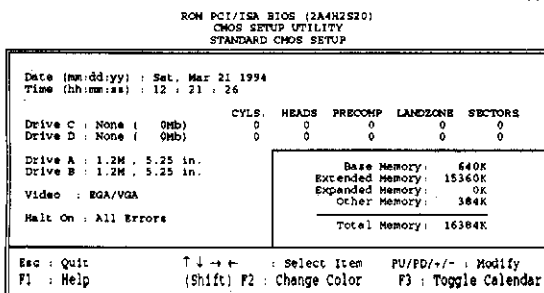 ROM PCI/ISA BIOS (2A4H2S20)
CMOS SETUP UTILITY
STANDARD CMOS SETUP
Date (mm:dd:yy) : Sat, Mar 21 1994
Time (hh:mm:ss) : 12 : 21 : 26
CYLS. HEADS PRECOMP LANDZONE SECTORS
Drive C : None ( 0Mb) 0 0 0 0 0
Drive D : None ( 0Mb) 0 0 0 0 0
Drive A : 1.2M , 5.25 in.
Drive B : 1.2M , 5.25 in.
Video : EGA/VGA
Halt On : All Errors
Base Memory: 640K
Extended Memory: 15360K
Expanded Memory: 0K
Other Memory: 384K
Total Memory: 16384K
Esc : Quit ↑ ↓ → ← : Select Item PU/PD/+/- : Modify
F1 : Help (Shift) F2 : Change Color F3 : Toggle Calendar